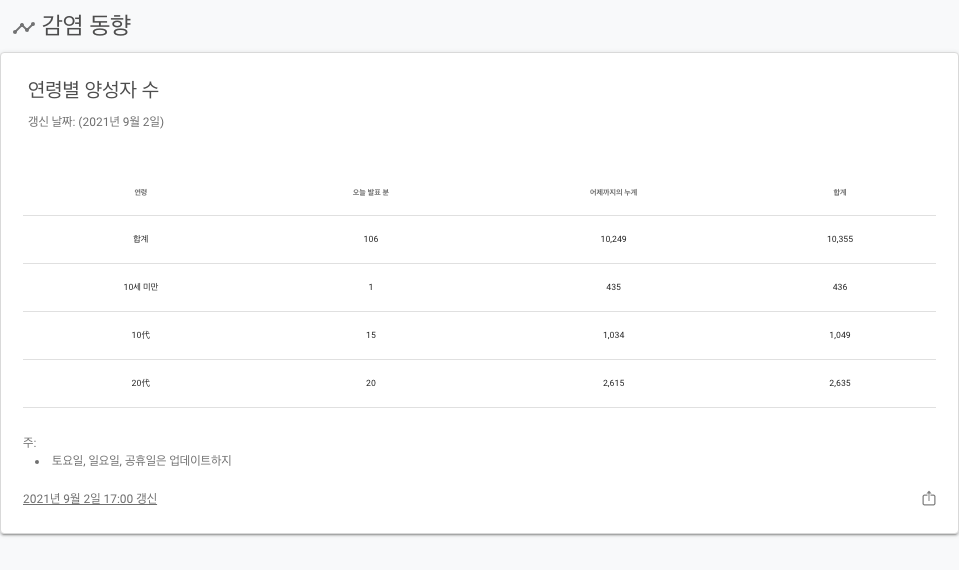 감염 동향
연령별 양성자 수
갱신 날짜: (2021년 9월 2일)
연령 오늘 발표 분 어제까지의 누계 합계
합계 106 10,249 10,355
10세 미만 1 435 436
10代 15 1,034 1,049
20代 20 2,615 2,635
주:
• 토요일, 일요일, 공휴일은 업데이트하지
2021년 9월 2일 17:00 갱신